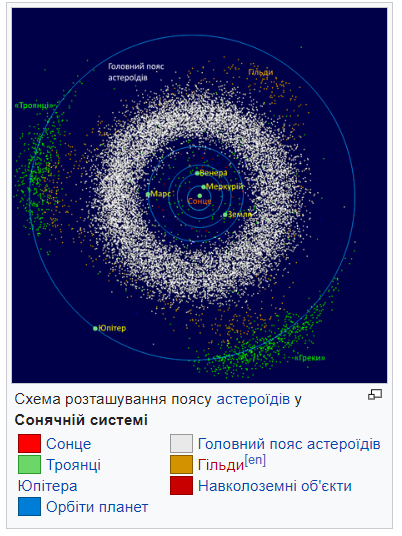 Головний пояс
астероїдів
Гільди
«Троянці»
Венера
Меркурій
Марс
Сонце
Земля
Юпітер
«Греки»
Схема розташування поясу астероїдів у
Сонячній системі
Сонце
Троянці
Юпітера
Орбіти планет
Головний пояс астероїдів
Гільди[en]
Навколоземні об'єкти